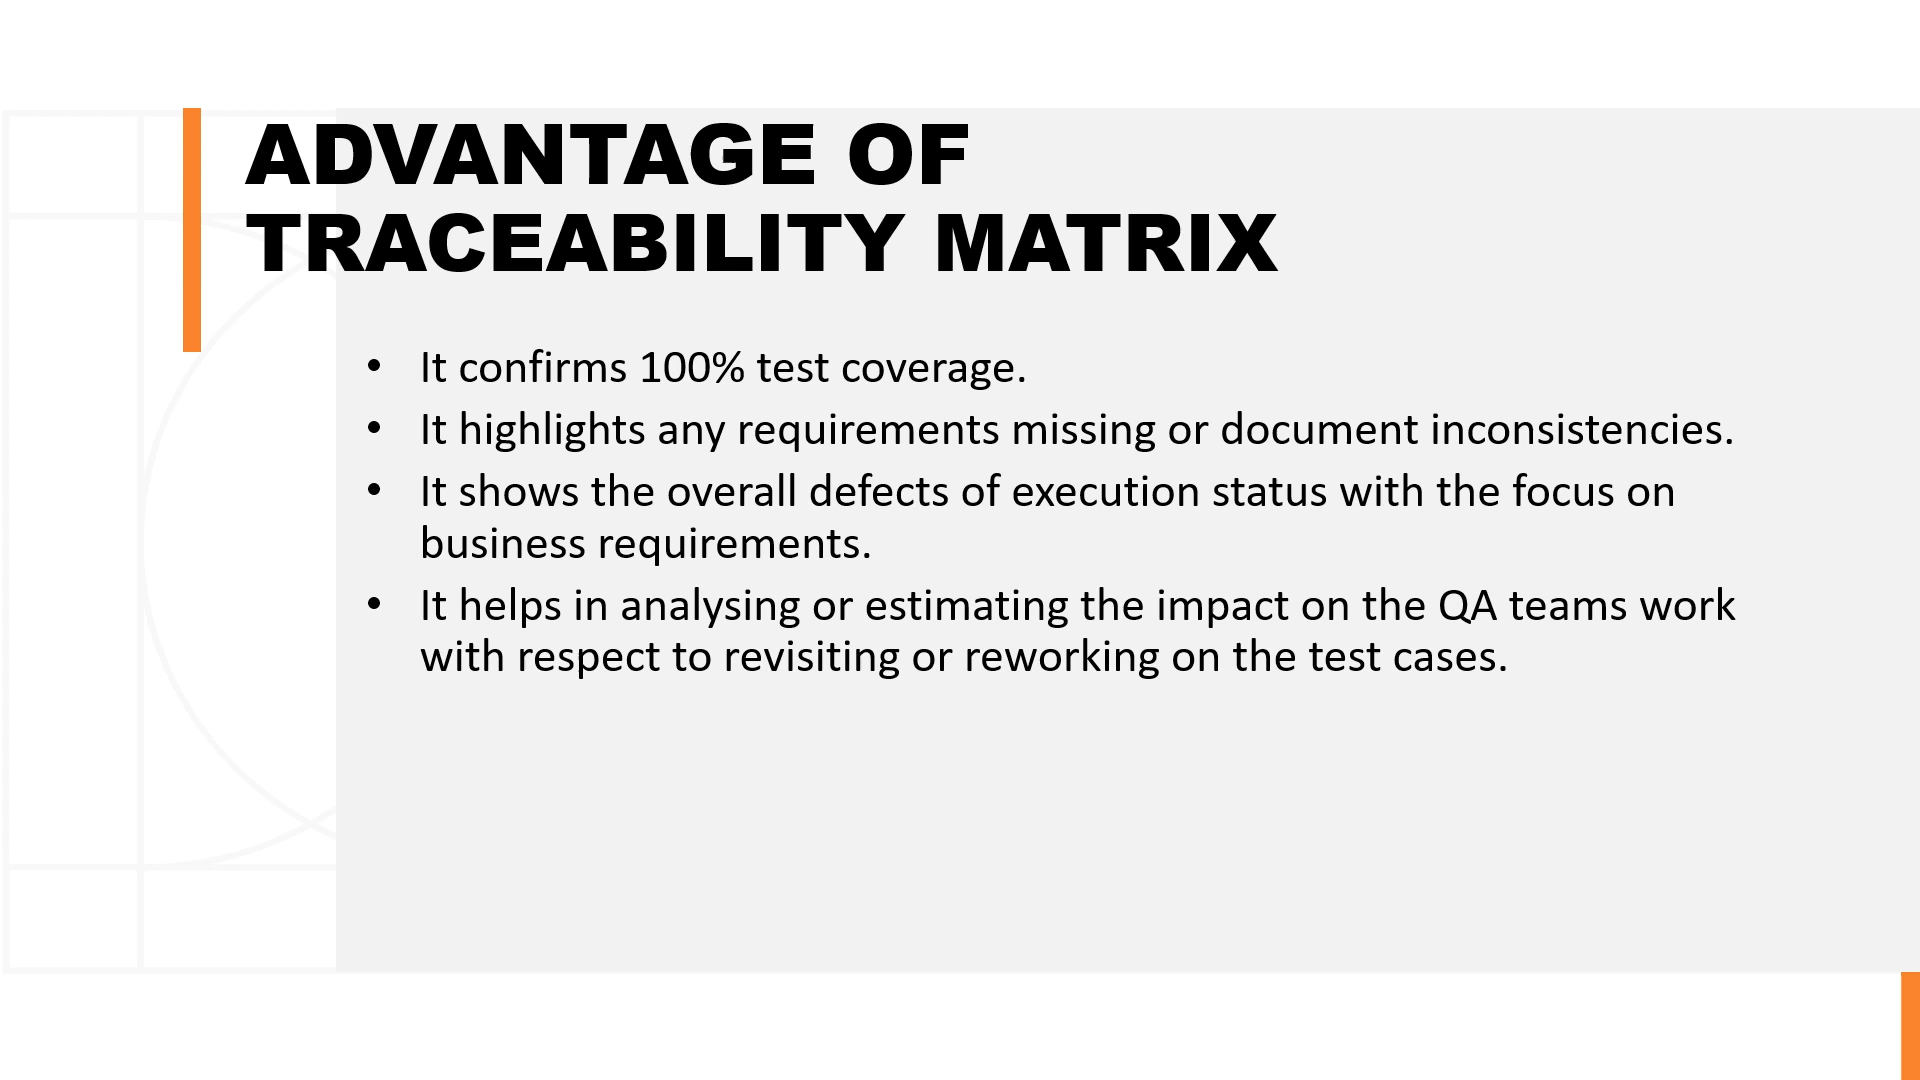 ADVANTAGE OF
TRACEABILITY MATRIX
• It confirms 100% test coverage.
• It highlights any requirements missing or document inconsistencies.
• It shows the overall defects of execution status with the focus on
business requirements.
• It helps in analysing or estimating the impact on the QA teams work
with respect to revisiting or reworking on the test cases.